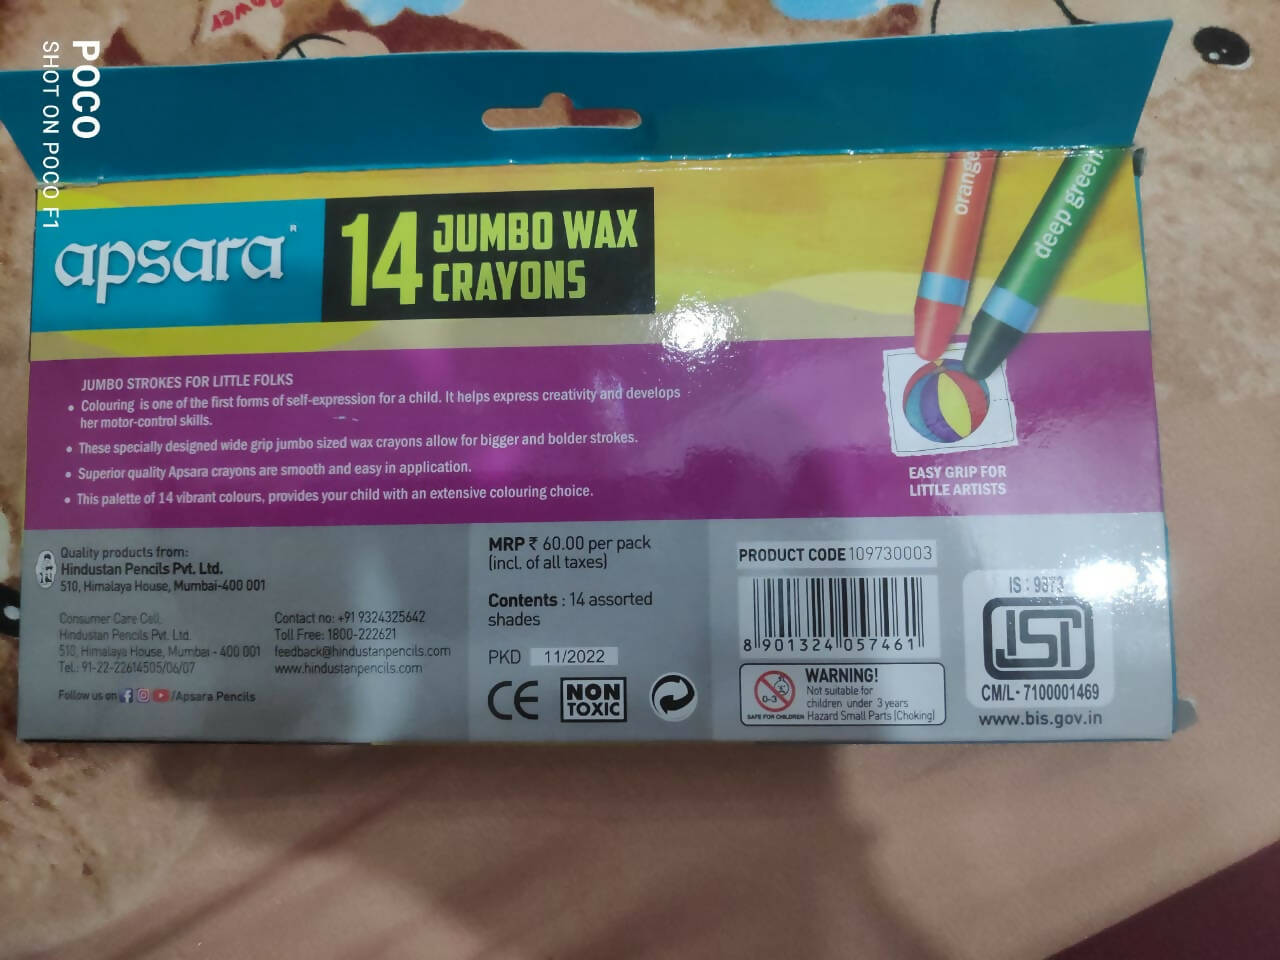 POCO
SHOT ON POCO F1
apsara
14 JUMBO WAX
CRAYONS
orange
deep green
JUMBO STROKES FOR LITTLE FOLKS
• Colouring is one of the first forms of self-expression for a child. It helps express creativity and develops
her motor-control skills.
• These specially designed wide grip jumbo sized wax crayons allow for bigger and bolder strokes.
• Superior quality Apsara crayons are smooth and easy in application.
• This palette of 14 vibrant colours, provides your child with an extensive colouring choice.
EASY GRIP FOR
LITTLE ARTISTS
Quality products from:
Hindustan Pencils Pvt. Ltd.
510, Himalaya House, Mumbai-400 001
Consumer Care Cell,
Hindustan Pencils Pvt. Ltd.
510, Himalaya House, Mumbai - 400 001
Tel.: 91-22-22614505/06/07
Contact no: +91 9324325642
Toll Free: 1800-222621
feedback@hindustanpencils.com
www.hindustanpencils.com
Follow us on /Apsara Pencils
MRP ₹ 60.00 per pack
(incl. of all taxes)
Contents : 14 assorted
shades
PKD 11/2022
CE
NON
TOXIC
PRODUCT CODE 109730003
8 901324 057461
0-3
SAFE FOR CHILDREN
WARNING!
Not suitable for
children under 3 years
Hazard Small Parts (Choking)
IS : 9873
ISI
CM/L- 7100001469
www.bis.gov.in